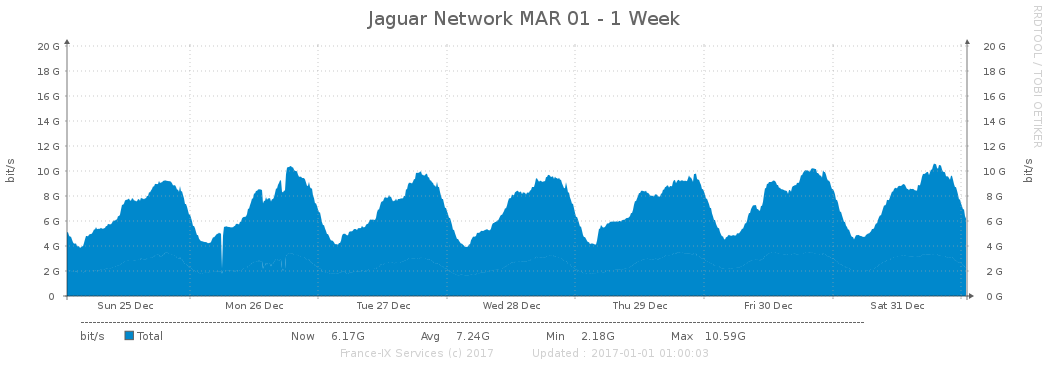 Jaguar Network MAR 01 - 1 Week
RRDTOOL / TOBI OETIKER
bit/s
bit/s
20 G 20 G
18 G 18 G
16 G 16 G
14 G 14 G
12 G 12 G
10 G 10 G
8 G 8 G
6 G 6 G
4 G 4 G
2 G 2 G
0 0 G
Sun 25 Dec Mon 26 Dec Tue 27 Dec Wed 28 Dec Thu 29 Dec Fri 30 Dec Sat 31 Dec
bit/s Total Now 6.17G Avg 7.24G Min 2.18G Max 10.59G
France-IX Services (c) 2017 Updated : 2017-01-01 01:00:03